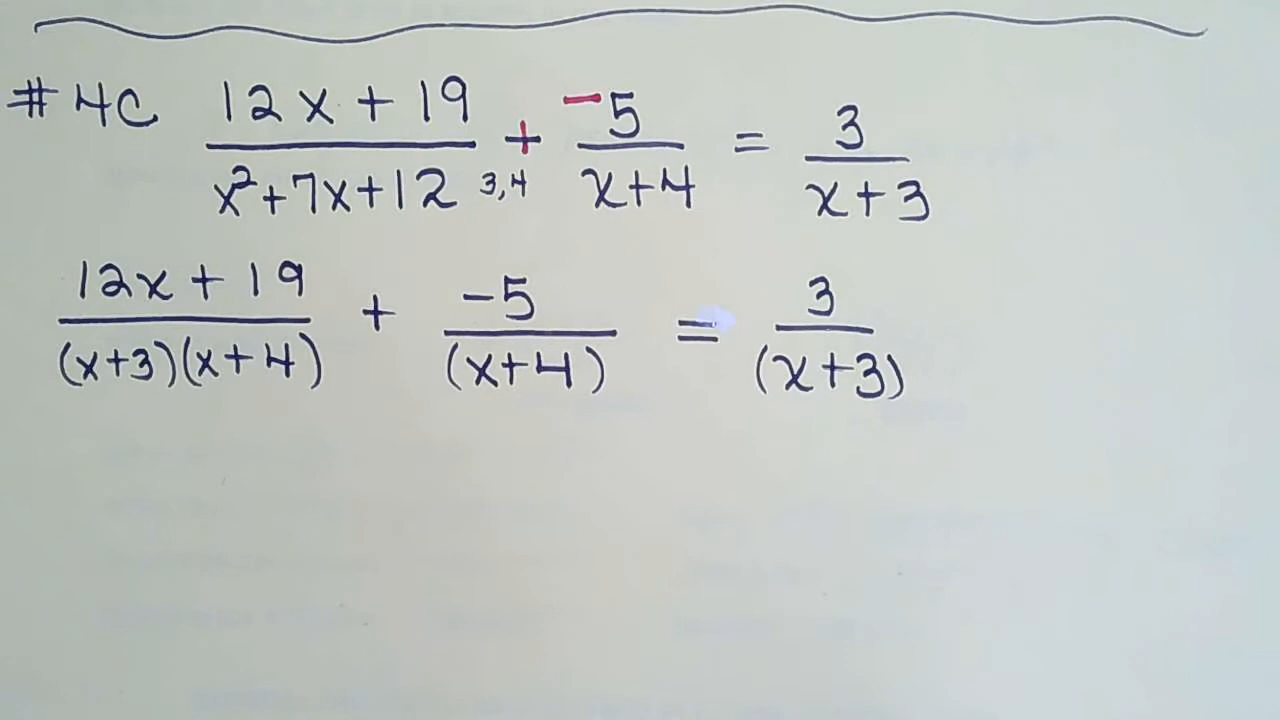 #4C (12x + 19)/(x²+7x+12) + -5/(x+4) = 3/(x+3)
3,4
(12x + 19)/((x+3)(x+4)) + -5/((x+4)) = 3/((x+3))